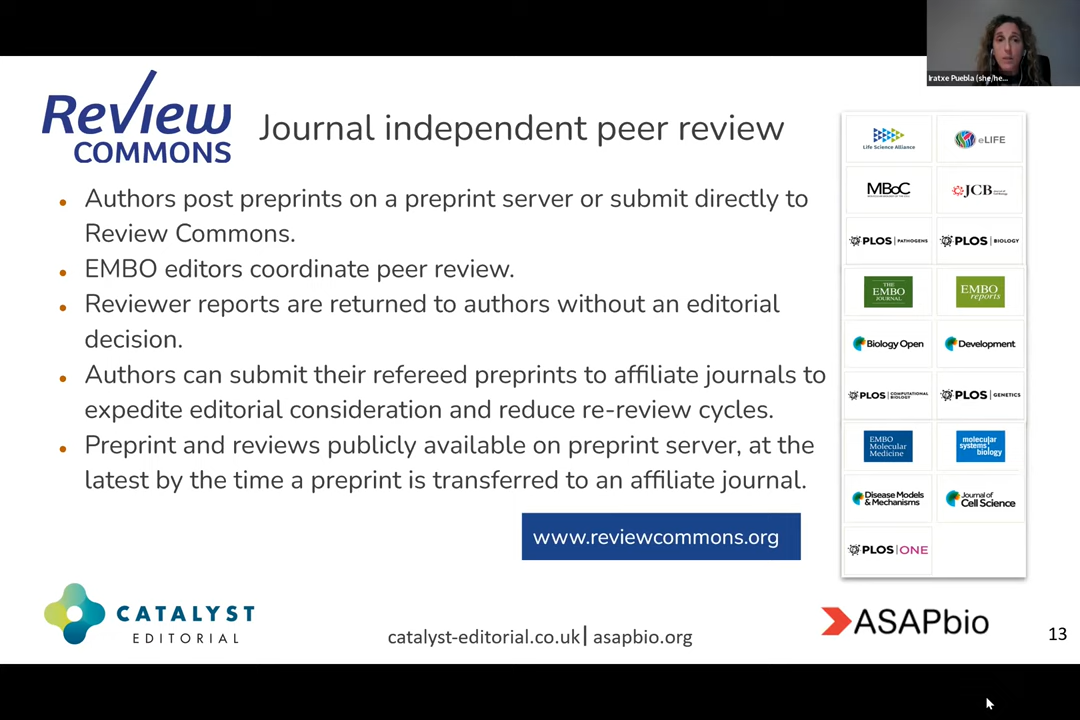 Iratxe Puebla (she/he...
Review
COMMONS
Journal independent peer review
Authors post preprints on a preprint server or submit directly to
Review Commons.
EMBO editors coordinate peer review.
Reviewer reports are returned to authors without an editorial
decision.
Authors can submit their refereed preprints to affiliate journals to
expedite editorial consideration and reduce re-review cycles.
Preprint and reviews publicly available on preprint server, at the
latest by the time a preprint is transferred to an affiliate journal.
www.reviewcommons.org
Life Science Alliance
eLIFE
MBoC
JCB
PLOS | PATHOGENS
PLOS | BIOLOGY
THE
EMBO
JOURNAL
EMBO
reports
Biology Open
Development
PLOS | COMPUTATIONAL
BIOLOGY
PLOS | GENETICS
EMBO
Molecular
Medicine
molecular
systems
biology
Disease Models
& Mechanisms
Journal of
Cell Science
PLOS | ONE
CATALYST
EDITORIAL
catalyst-editorial.co.uk| asapbio.org
ASAPbio
13